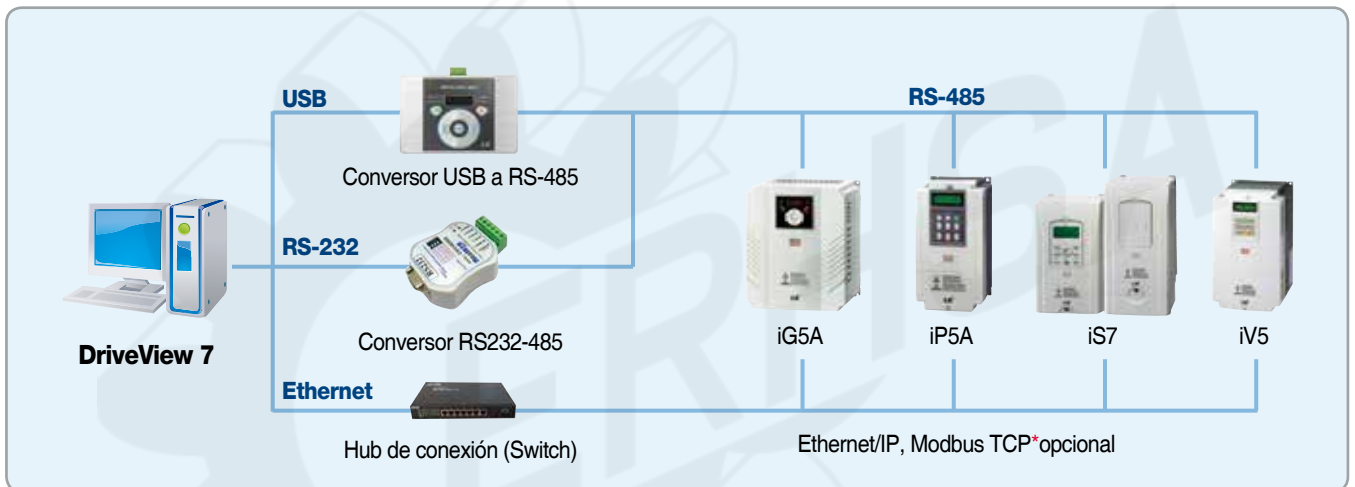 USB
RS-485
Conversor USB a RS-485
RS-232
Conversor RS232-485
DriveView 7
iG5A
iP5A
iS7
iV5
Ethernet
Hub de conexión (Switch)
Ethernet/IP, Modbus TCP*opcional
ERHSA